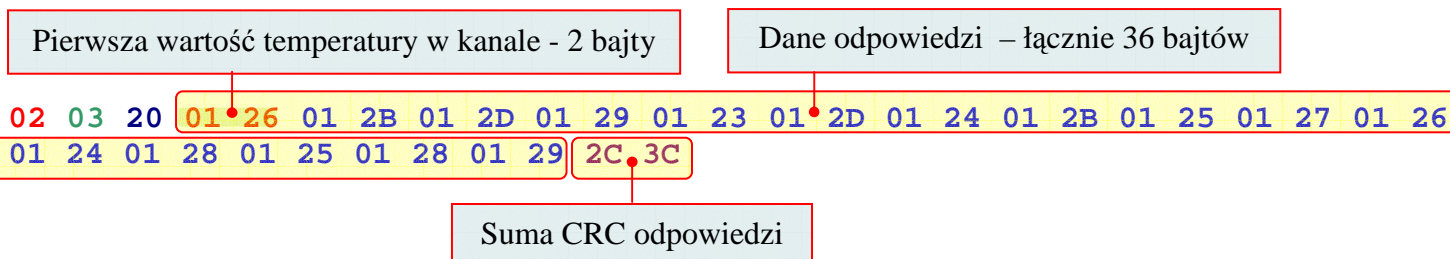 Pierwsza wartość temperatury w kanale - 2 bajty
Dane odpowiedzi – łącznie 36 bajtów
02 03 20 01 26 01 2B 01 2D 01 29 01 23 01 2D 01 24 01 2B 01 25 01 27 01 26
01 24 01 28 01 25 01 28 01 29 2C 3C
Suma CRC odpowiedzi